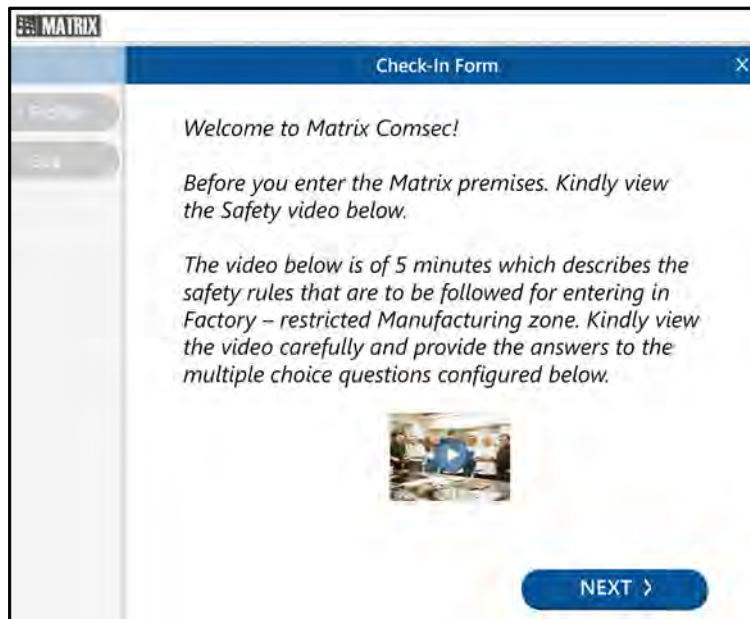 MATRIX
Check-In Form
X
Welcome to Matrix Comsec!
Before you enter the Matrix premises. Kindly view
the Safety video below.
The video below is of 5 minutes which describes the
safety rules that are to be followed for entering in
Factory – restricted Manufacturing zone. Kindly view
the video carefully and provide the answers to the
multiple choice questions configured below.
NEXT >